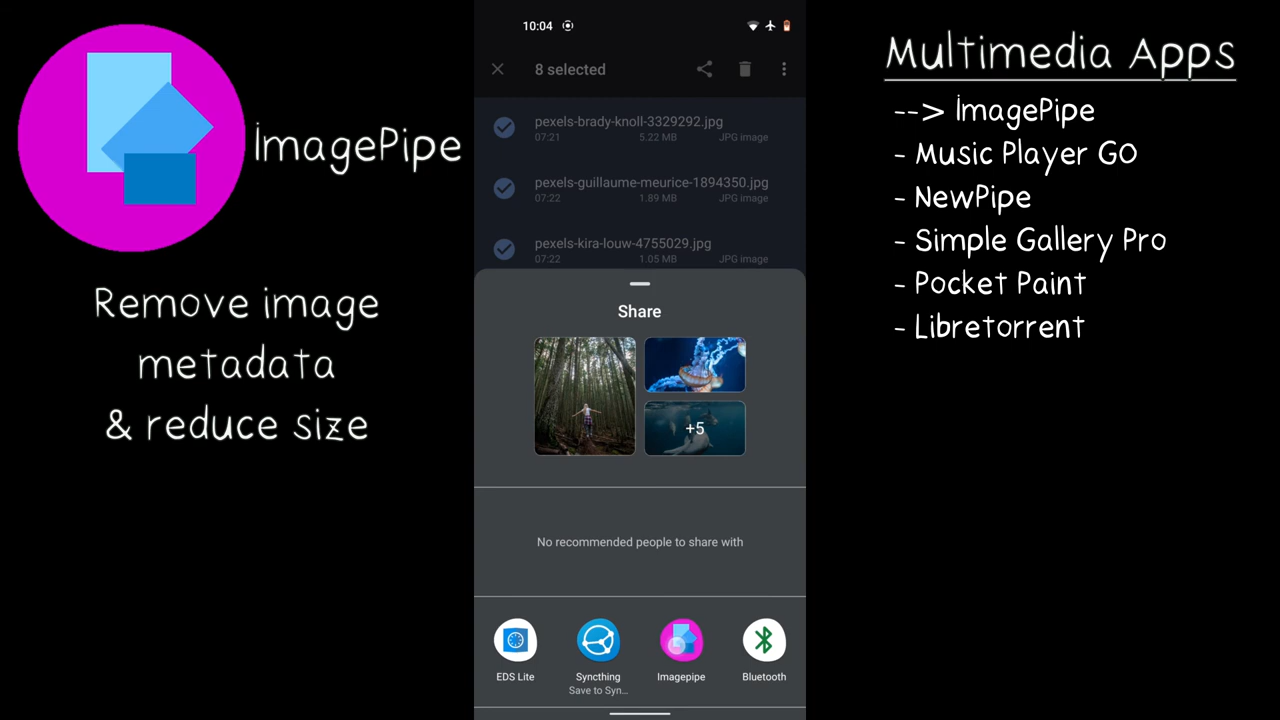 ImagePipe
Remove image
metadata
& reduce size
10:04
8 selected
pexels-brady-knoll-3329292.jpg
07:21 5.22 MB JPG image
pexels-guillaume-meurice-1894350.jpg
07:22 1.89 MB JPG image
pexels-kira-louw-4755029.jpg
07:22 1.05 MB JPG image
Share
+5
No recommended people to share with
EDS Lite
Syncthing
Save to Syn...
Imagepipe
Bluetooth
Multimedia Apps
--> ImagePipe
- Music Player GO
- NewPipe
- Simple Gallery Pro
- Pocket Paint
- Libretorrent